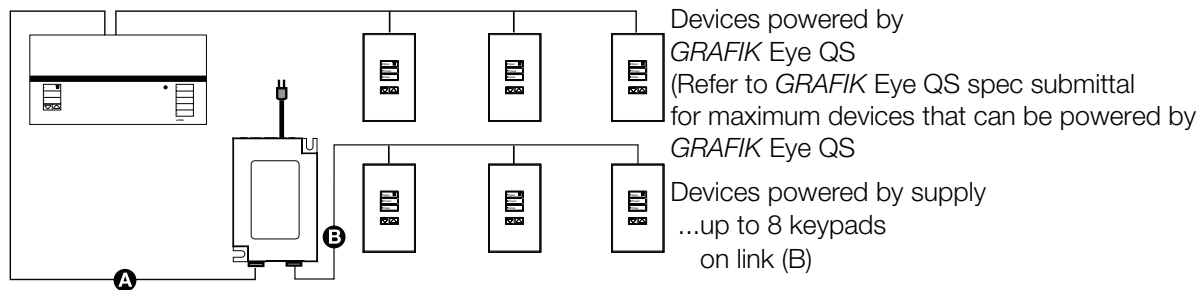 Devices powered by
GRAFIK Eye QS
(Refer to GRAFIK Eye QS spec submittal
for maximum devices that can be powered by
GRAFIK Eye QS
Devices powered by supply
...up to 8 keypads
on link (B)
B
A